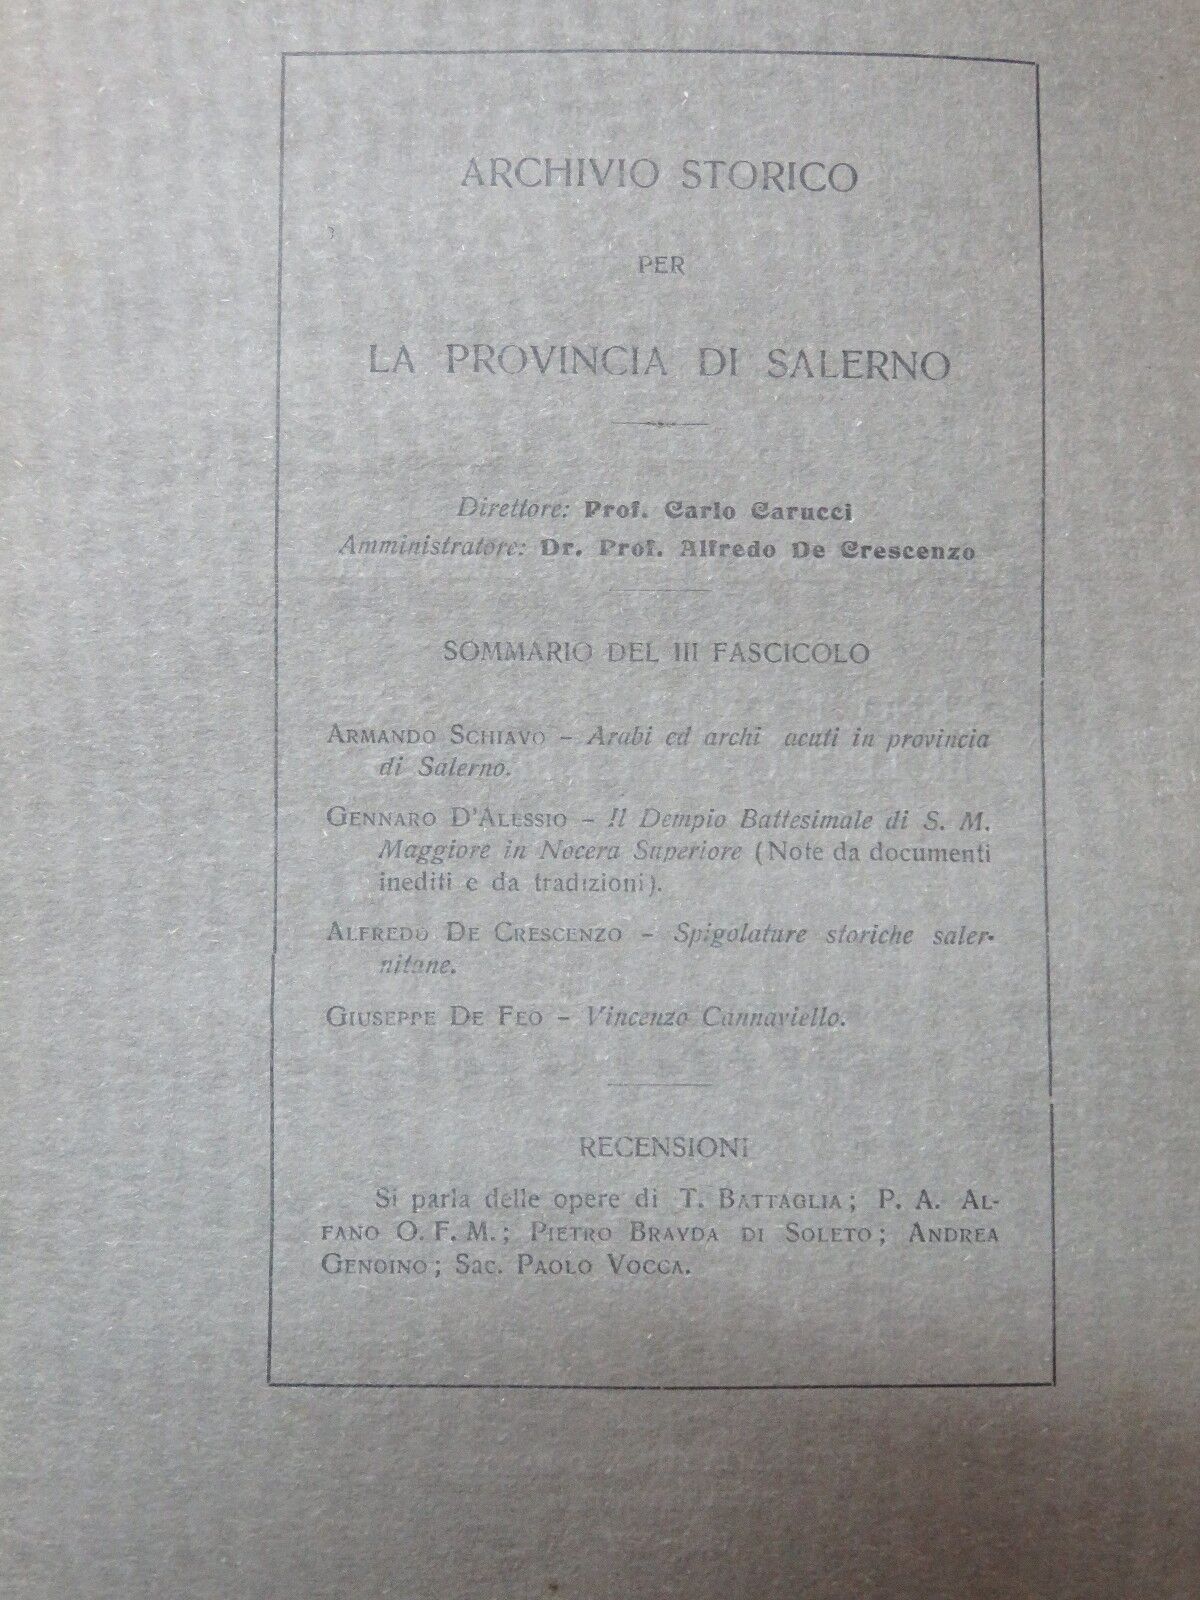 ARCHIVIO STORICO
PER
LA PROVINCIA DI SALERNO
Direttore: Prof. Carlo Carucci
Amministratore: Dr. Prof. Alfredo De Crescenzo
SOMMARIO DEL III FASCICOLO
ARMANDO SCHIAVO – Arabi ed archi acuti in provincia
di Salerno.
GENNARO D'ALESSIO – Il Dempio Battesimale di S. M.
Maggiore in Nocera Superiore (Note da documenti
inediti e da tradizioni).
ALFREDO DE CRESCENZO – Spigolature storiche saler-
nitane.
GIUSEPPE DE FEO – Vincenzo Cannaviello.
RECENSIONI
Si parla delle opere di T. BATTAGLIA; P. A. AL-
FANO O. F. M.; PIETRO BRAYDA DI SOLETO; ANDREA
GENOINO; Sac. PAOLO VOCCA.